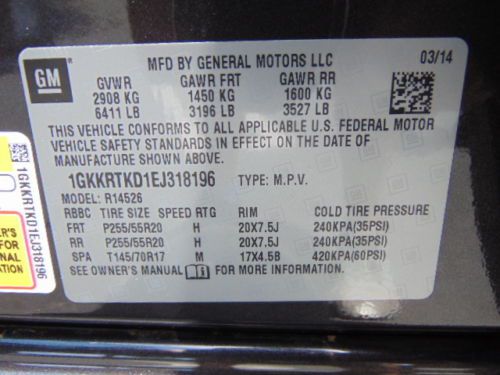 GM
MFD BY GENERAL MOTORS LLC 03/14
GVWR GAWR FRT GAWR RR
2908 KG 1450 KG 1600 KG
6411 LB 3196 LB 3527 LB
THIS VEHICLE CONFORMS TO ALL APPLICABLE U.S. FEDERAL MOTOR
VEHICLE SAFETY STANDARDS IN EFFECT ON THE DATE OF
MANUFACTURE SHOWN ABOVE.
1GKKRTKD1EJ318196 TYPE: M.P.V.
MODEL: R14526
RBBC TIRE SIZE SPEED RTG RIM COLD TIRE PRESSURE
FRT P255/55R20 H 20X7.5J 240KPA(35PSI)
RR P255/55R20 H 20X7.5J 240KPA(35PSI)
SPA T145/70R17 M 17X4.5B 420KPA(60PSI)
SEE OWNER'S MANUAL FOR MORE INFORMATION.
1GKKRTKD1EJ318196